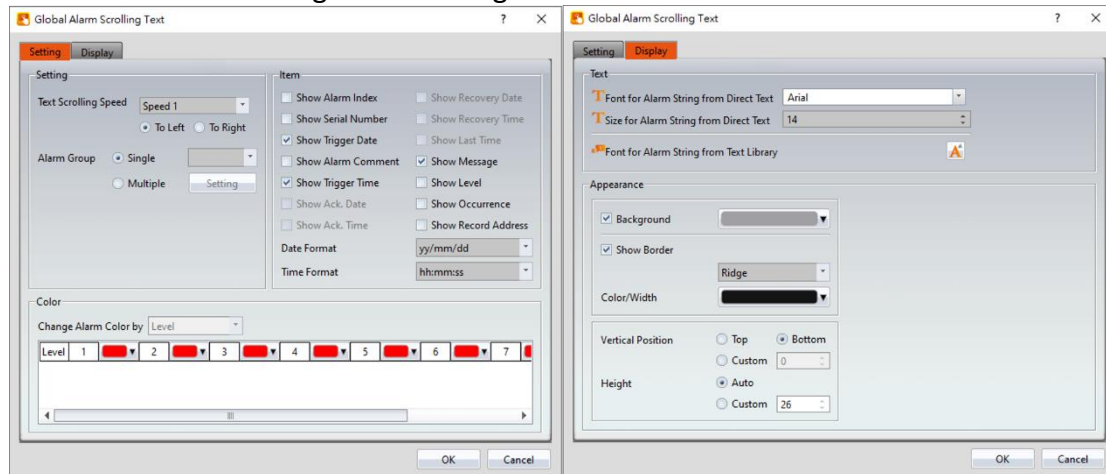 Global Alarm Scrolling Text
Setting Display
Setting
Text Scrolling Speed Speed 1
To Left To Right
Alarm Group Single
Multiple Setting
Item
Show Alarm Index Show Recovery Date
Show Serial Number Show Recovery Time
Show Trigger Date Show Last Time
Show Alarm Comment Show Message
Show Trigger Time Show Level
Show Ack. Date Show Occurrence
Show Ack. Time Show Record Address
Date Format yy/mm/dd
Time Format hh:mm:ss
Color
Change Alarm Color by Level
Level 1 2 3 4 5 6 7
OK Cancel
Global Alarm Scrolling Text
Setting Display
Text
Font for Alarm String from Direct Text Arial
Size for Alarm String from Direct Text 14
Font for Alarm String from Text Library
Appearance
Background
Show Border
Ridge
Color/Width
Vertical Position Top Bottom
Custom 0
Height Auto
Custom 26
OK Cancel